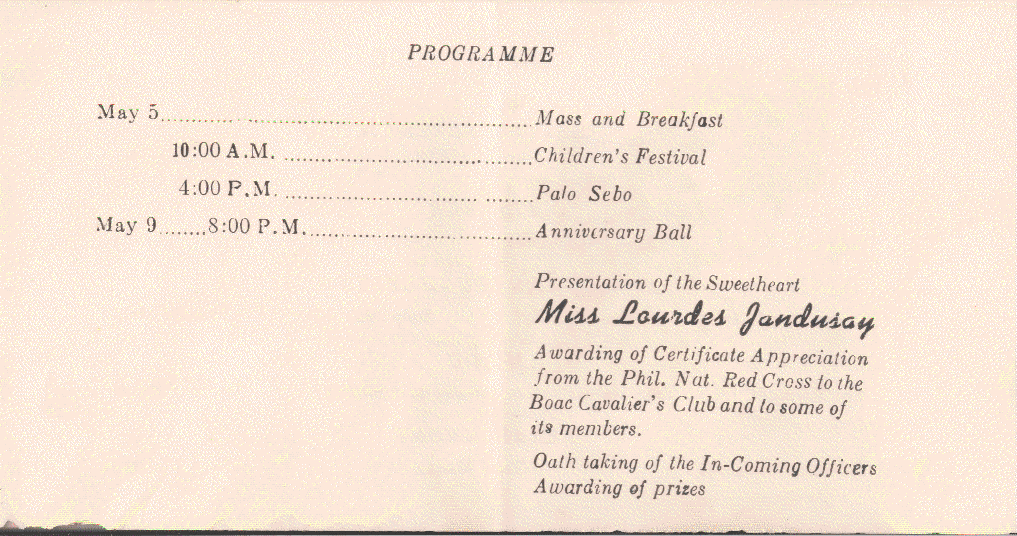 PROGRAMME
May 5..........................................................Mass and Breakfast
10:00 A.M. ........................................Children's Festival
4:00 P.M. ........................................Palo Sebo
May 9........8:00 P.M.....................................Anniversary Ball
Presentation of the Sweetheart
Miss Lourdes Jandusay
Awarding of Certificate Appreciation
from the Phil. Nat. Red Cross to the
Boac Cavalier's Club and to some of
its members.
Oath taking of the In-Coming Officers
Awarding of prizes